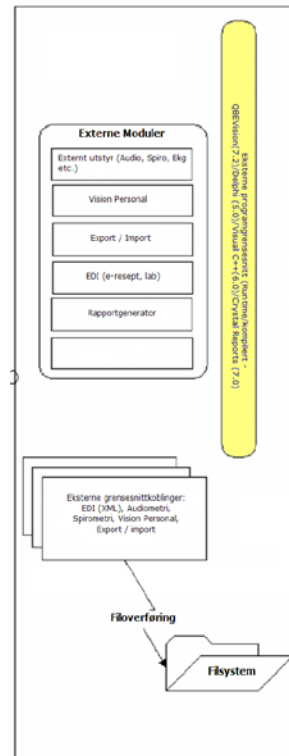 Externe Moduler
Externt utstyr (Audio, Spiro, Ekg
etc.)
Vision Personal
Export / Import
EDI (e-resept, lab)
Rapportgenerator
Eksterne programgrensesnitt (Runtime/kompilert -
QBEVision(7.2)/Delphi (5.0)/Visual C++(6.0)/Crystal Reports
(7.0)
Eksterne grensesnittkoblinger:
EDI (XML), Audiometri,
Spirometri, Vision Personal,
Export / import
Filoverføring
Filsystem